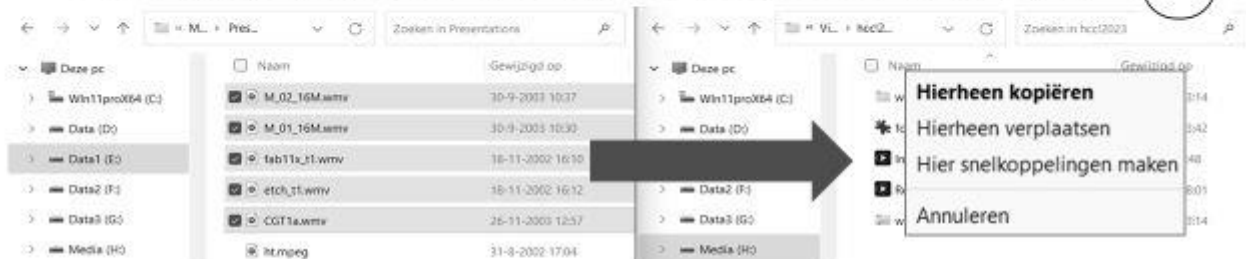 « M... › Pres...
Zoeken in Presentations
Deze pc
Naam
Gewijzigd op
Win11proX64 (C:)
M_02_16M.wmv
30-9-2003 10:37
Data (D:)
M_01_16M.wmv
30-9-2003 10:30
Data1 (E:)
fab11x_t1.wmv
18-11-2002 16:10
Data2 (F:)
etch_t1.wmv
18-11-2002 16:12
Data3 (G:)
CGT1a.wmv
26-11-2003 12:57
Media (H:)
ht.mpeg
31-8-2002 17:04
« Vi... › hccl2...
Zoeken in hccl2023
Deze pc
Naam
Gewijzigd op
Win11proX64 (C:)
Data (D:)
Data2 (F:)
Data3 (G:)
Media (H:)
Hierheen kopiëren
Hierheen verplaatsen
Hier snelkoppelingen maken
Annuleren